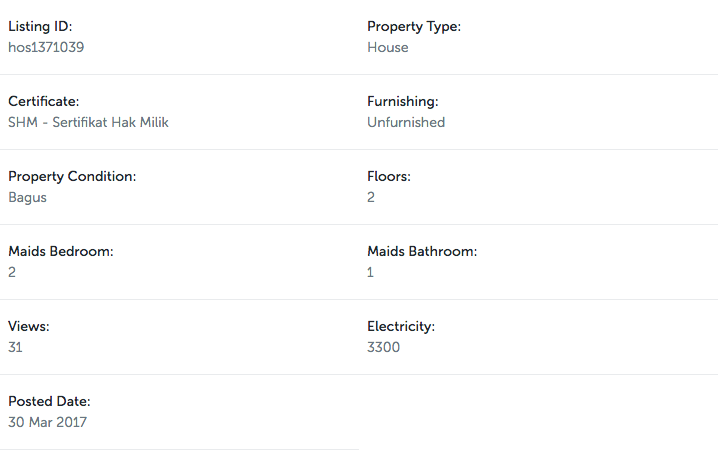 Listing ID:
hos1371039
Property Type:
House
Certificate:
SHM - Sertifikat Hak Milik
Furnishing:
Unfurnished
Property Condition:
Bagus
Floors:
2
Maids Bedroom:
2
Maids Bathroom:
1
Views:
31
Electricity:
3300
Posted Date:
30 Mar 2017